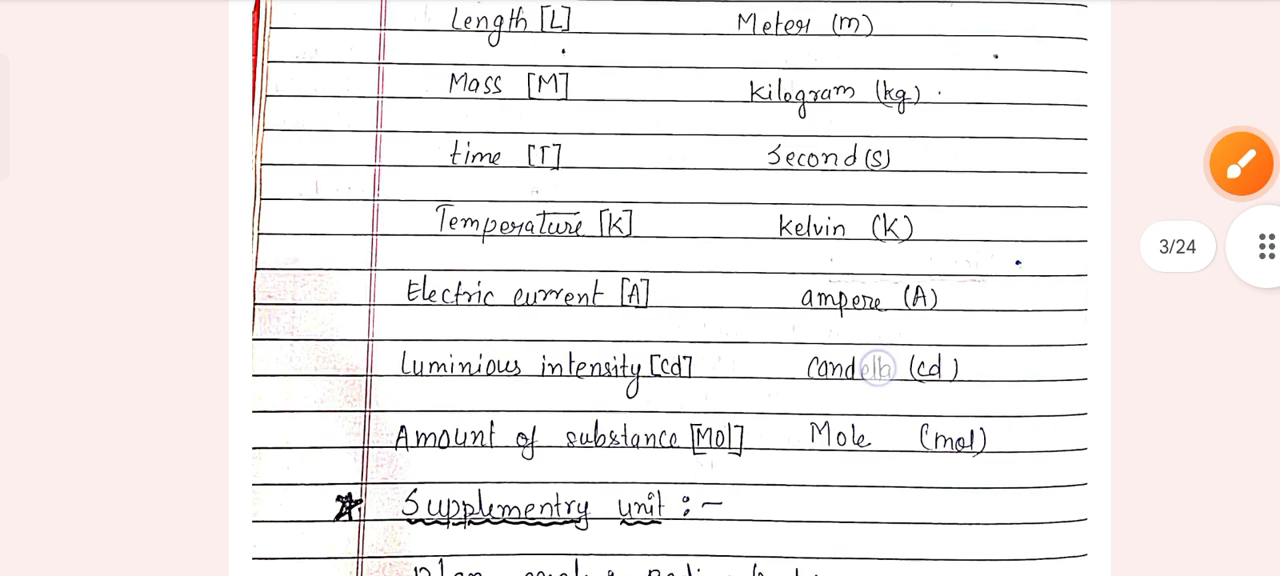 Length [L] Meter (m)
Mass [M] kilogram (kg)
time [T] Second (s)
Temperature [K] kelvin (K)
3/24
Electric current [A] ampere (A)
Luminious intensity [Cd] Candella (cd)
Amount of substance [Mol] Mole (mol)
Supplementry unit :-